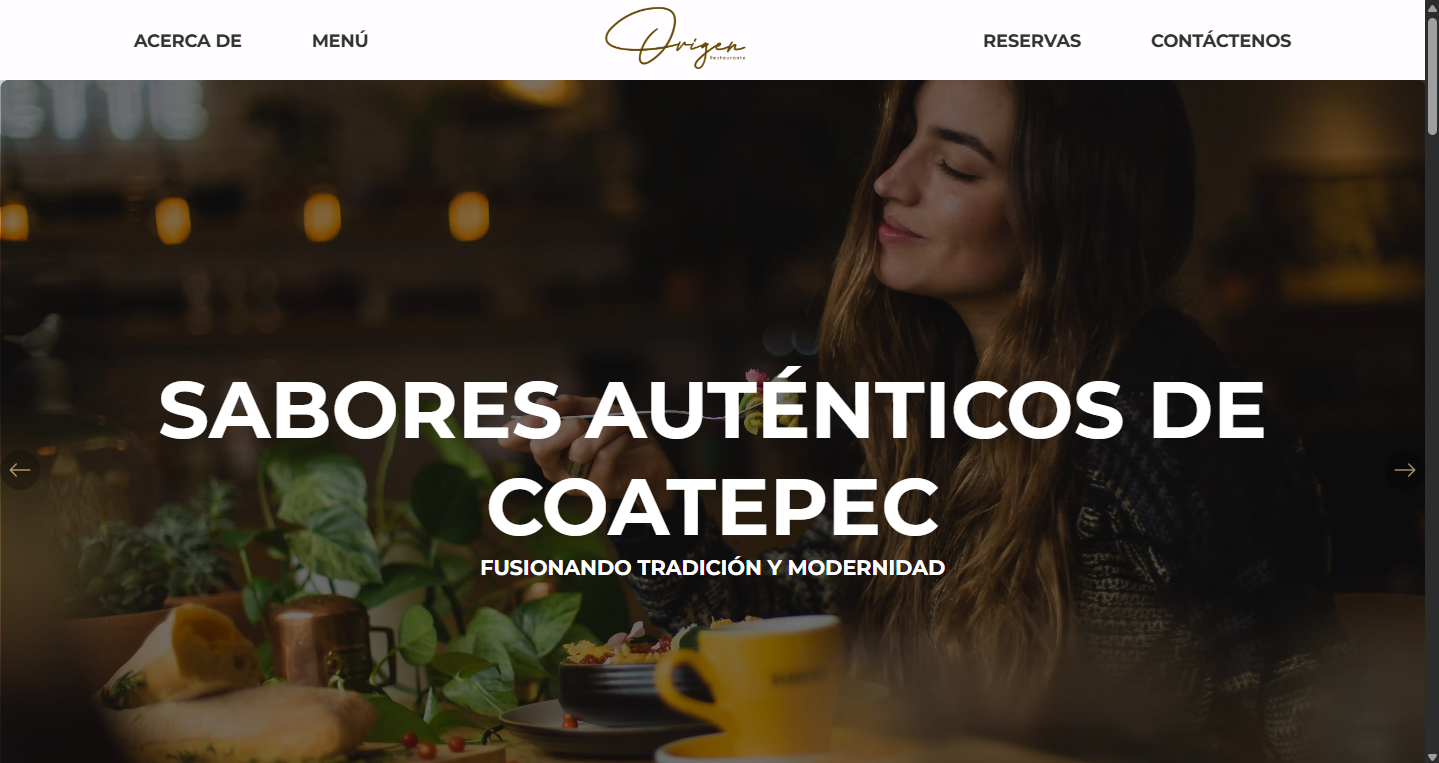 ACERCA DE
MENÚ
Origen
Restaurante
RESERVAS
CONTÁCTENOS
SABORES AUTÉNTICOS DE
COATEPEC
FUSIONANDO TRADICIÓN Y MODERNIDAD